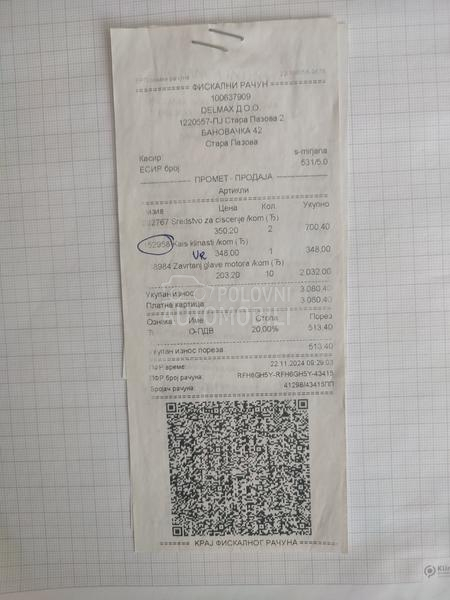 ФИСКАЛНИ РАЧУН
100637909
DELMAX Д.О.О.
1220557-ПЈ Стара Пазова 2
БАНОВАЧКА 42
Стара Пазова
Касир s-mirjana
ЕСИР број 531/5.0
ПРОМЕТ - ПРОДАЈА
Артикли
Цена Кол. Укупно
Sredstvo za ciscenje /kom (Ђ)
350.20 2 700.40
52958 Kais klinasti /kom (Ђ)
348.00 1 348.00
8984 Zavrtanj glave motora /kom (Ђ)
203.20 10 2,032.00
Укупан износ 3,080.40
Платна картица 3,080.40
POLOVNI
AUTOMOBILI
Ознака Име Стопа Порез
О-ПДВ 20,00% 513.40
Укупан износ пореза 513.40
ПФР време: 22.11.2024 09:29:03
ПФР број рачуна: RFH6GH5Y-RFH6GH5Y-43415
Бројач рачуна: 41298/43415ПП
КРАЈ ФИСКАЛНОГ РАЧУНА